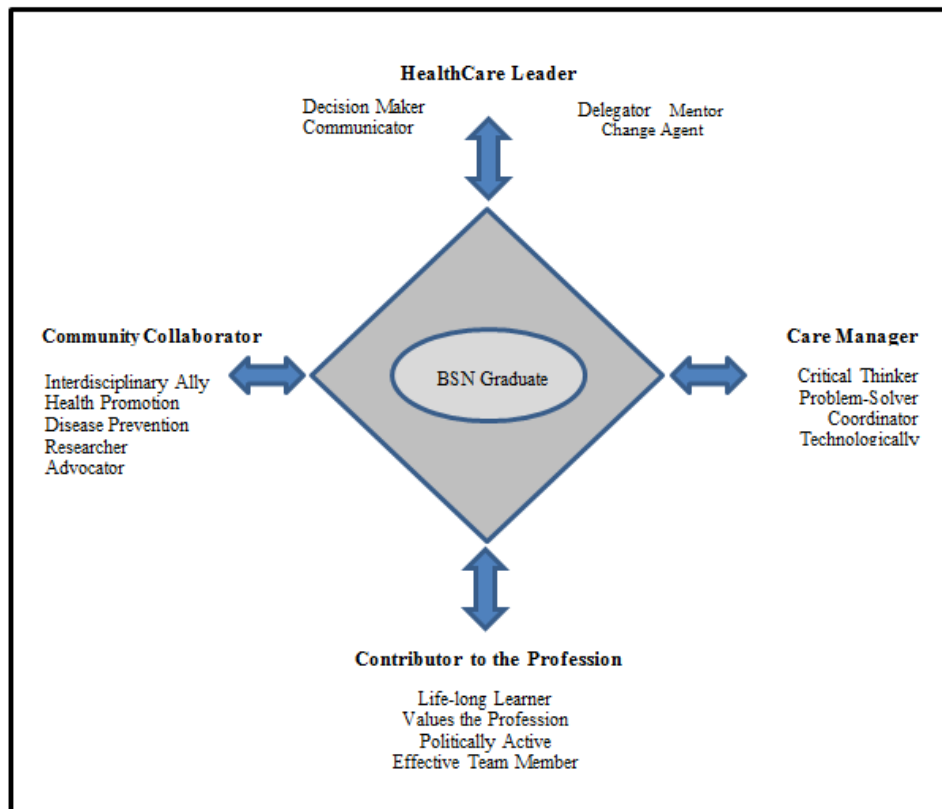 HealthCare Leader
Decision Maker
Communicator
Delegator Mentor
Change Agent
Community Collaborator
Interdisciplinary Ally
Health Promotion
Disease Prevention
Researcher
Advocator
BSN Graduate
Care Manager
Critical Thinker
Problem-Solver
Coordinator
Technologically
Contributor to the Profession
Life-long Learner
Values the Profession
Politically Active
Effective Team Member